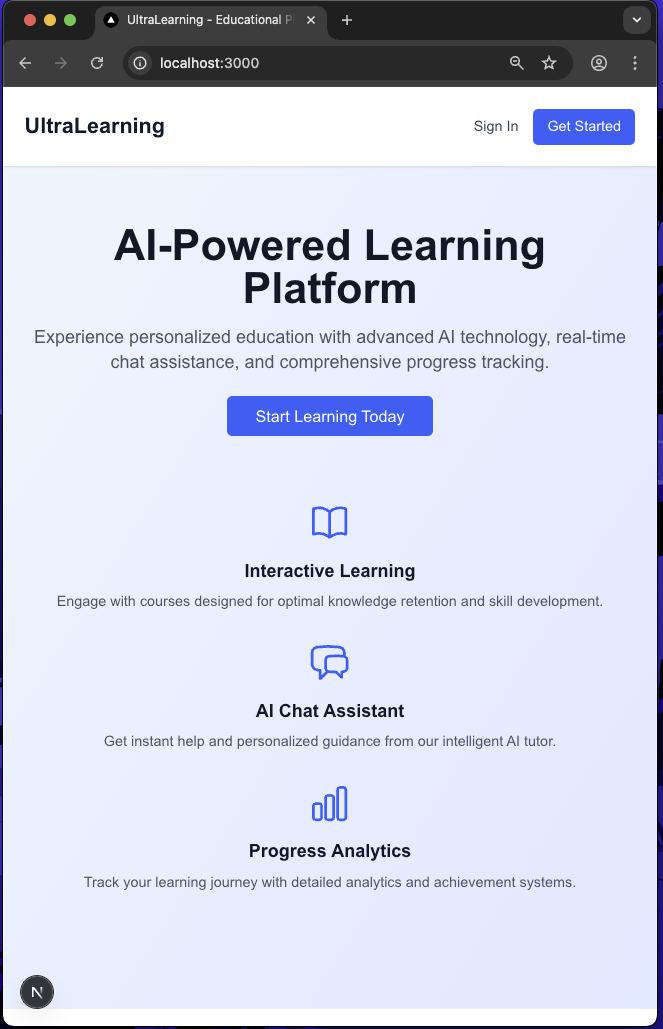 UltraLearning - Educational P
localhost:3000
UltraLearning
Sign In
Get Started
AI-Powered Learning
Platform
Experience personalized education with advanced AI technology, real-time
chat assistance, and comprehensive progress tracking.
Start Learning Today
Interactive Learning
Engage with courses designed for optimal knowledge retention and skill development.
AI Chat Assistant
Get instant help and personalized guidance from our intelligent AI tutor.
Progress Analytics
Track your learning journey with detailed analytics and achievement systems.
N